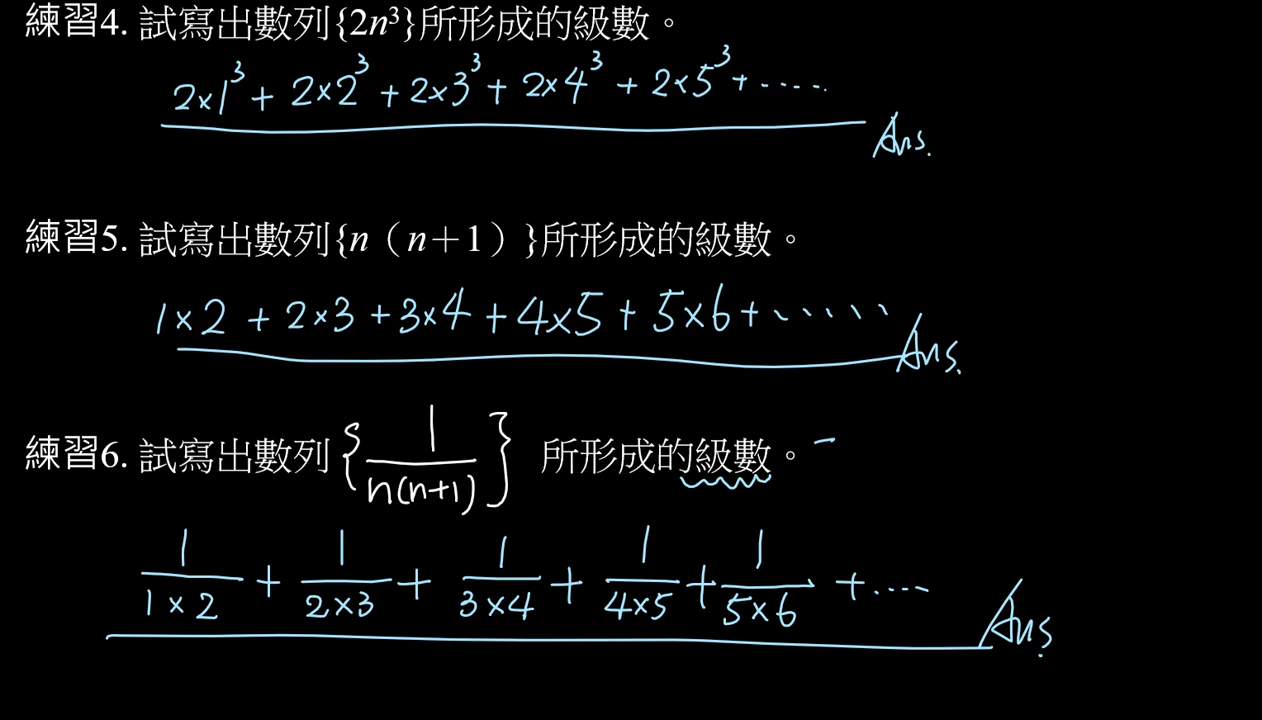 練習4. 試寫出數列{2n³}所形成的級數。
2×1³ + 2×2³ + 2×3³ + 2×4³ + 2×5³ + .....
Ans.
練習5. 試寫出數列{n（n＋1）}所形成的級數。
1×2 + 2×3 + 3×4 + 4×5 + 5×6 + ......
Ans.
練習6. 試寫出數列 {1/n(n+1)} 所形成的級數。
1/1×2 + 1/2×3 + 1/3×4 + 1/4×5 + 1/5×6 + ....
Ans.